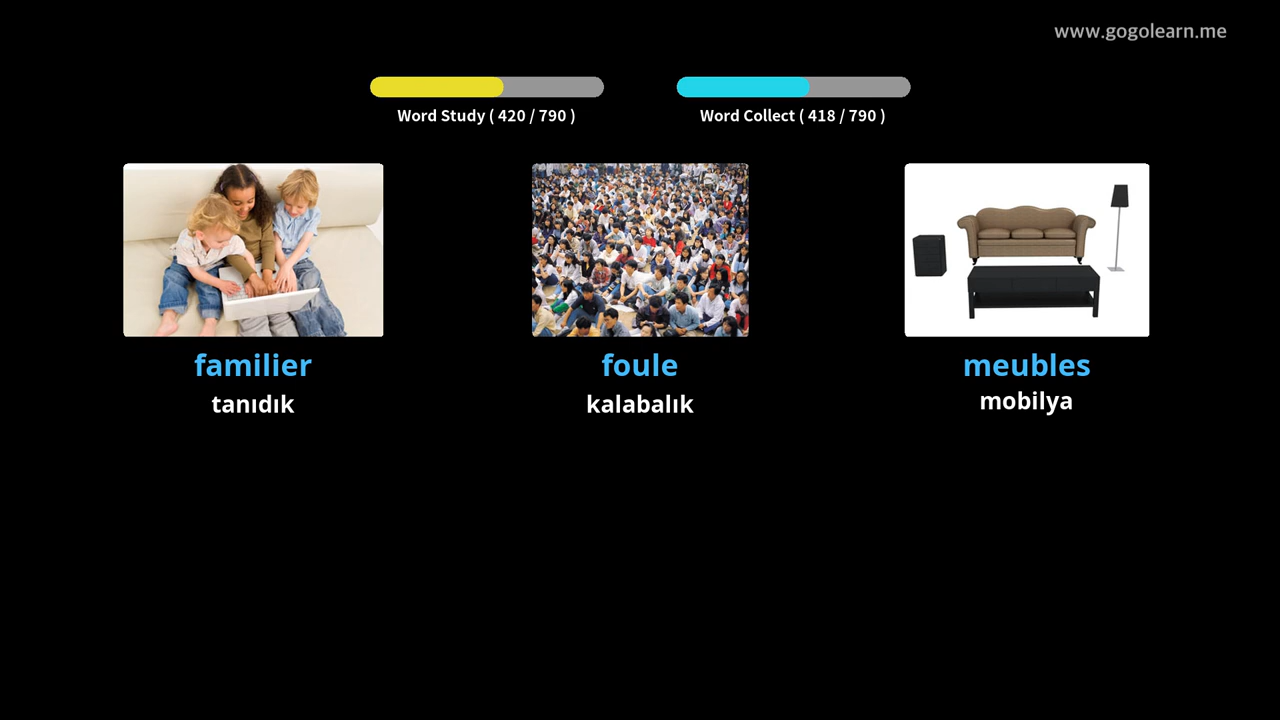 www.gogolearn.me
Word Study ( 420 / 790 )
Word Collect ( 418 / 790 )
familier
tanıdık
foule
kalabalık
meubles
mobilya